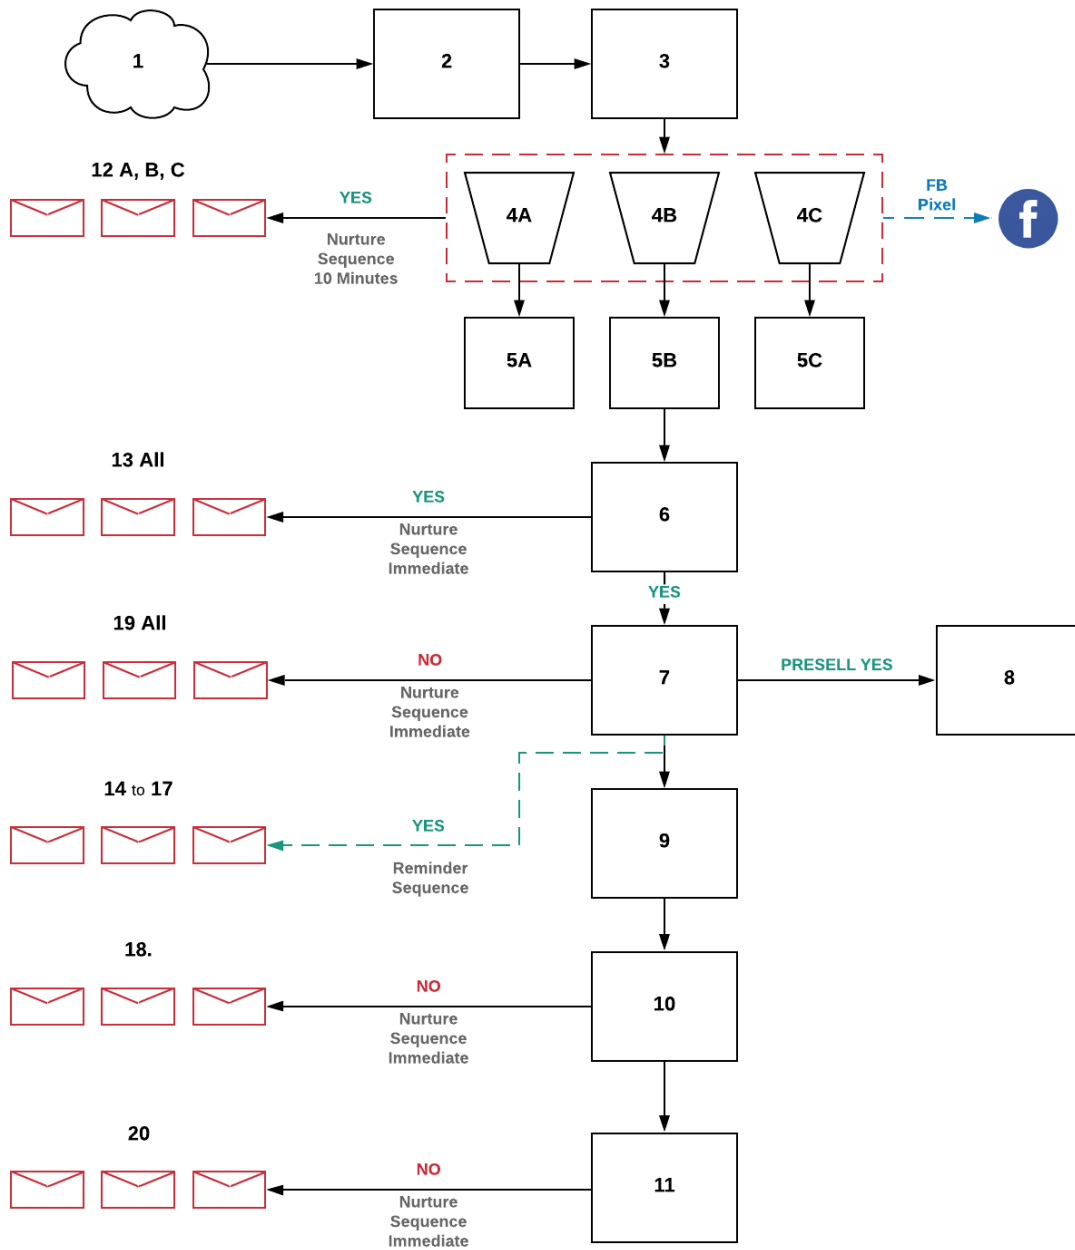 1
2
3
12 A, B, C
YES
Nurture
Sequence
10 Minutes
4A
4B
4C
FB
Pixel
f
5A
5B
5C
13 All
YES
Nurture
Sequence
Immediate
6
YES
19 All
NO
Nurture
Sequence
Immediate
7
PRESELL YES
8
14 to 17
YES
Reminder
Sequence
9
18.
NO
Nurture
Sequence
Immediate
10
20
NO
Nurture
Sequence
Immediate
11